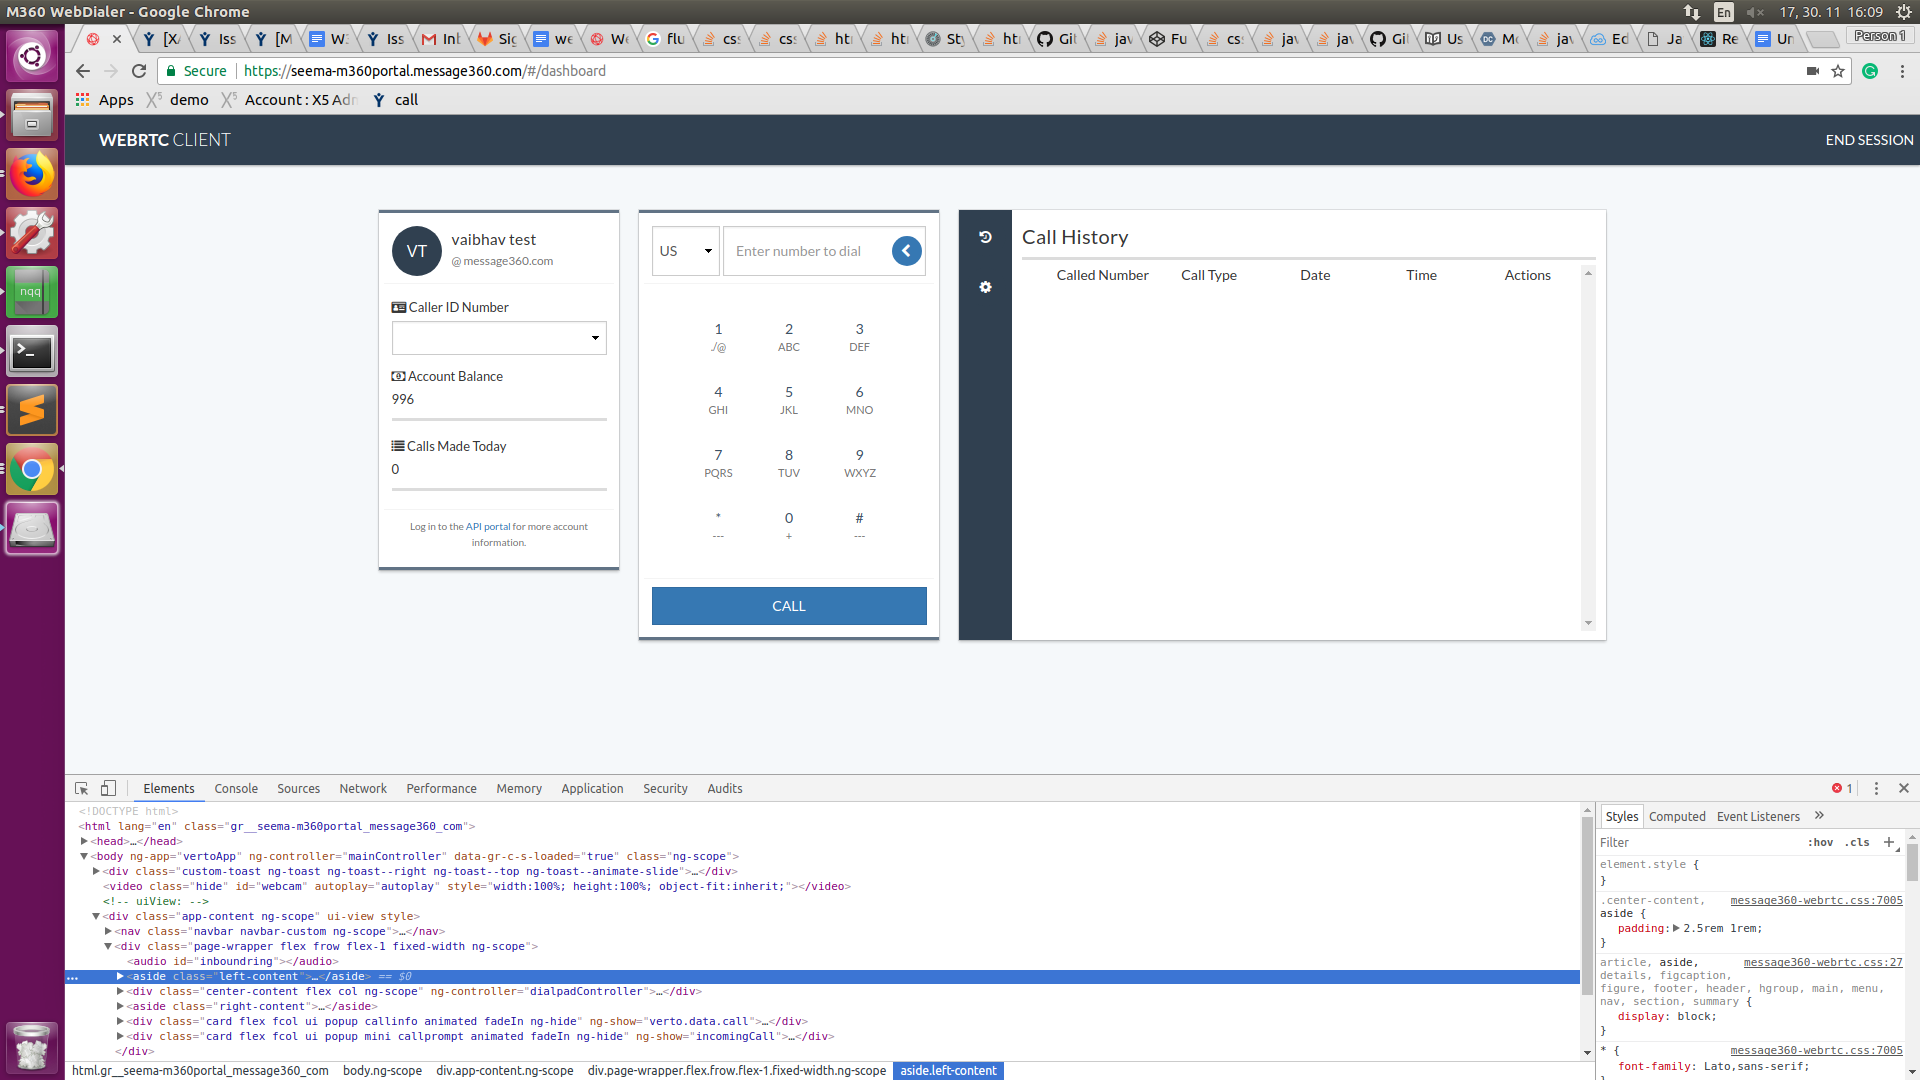 M360 WebDialer - Google Chrome
En 17, 30. 11 16:09
[XA Iss [M W3 Iss Int Sig we We flu css css htm htm Sty htm Git jav Fu css jav jav Git Us Mo jav Ed Ja Re Un Person 1
Secure https://seema-m360portal.message360.com/#/dashboard
Apps demo Account : X5 Adm call
WEBRTC CLIENT END SESSION
VT
vaibhav test
@ message360.com
Caller ID Number
Account Balance
996
Calls Made Today
0
Log in to the API portal for more account
information.
US Enter number to dial
1 2 3
./@ ABC DEF
4 5 6
GHI JKL MNO
7 8 9
PQRS TUV WXYZ
* 0 #
--- + ---
CALL
Call History
Called Number Call Type Date Time Actions
nqq
Elements Console Sources Network Performance Memory Application Security Audits 1
<!DOCTYPE html>
<html lang="en" class="gr__seema-m360portal_message360_com">
<head>…</head>
<body ng-app="vertoApp" ng-controller="mainController" data-gr-c-s-loaded="true" class="ng-scope">
<div class="custom-toast ng-toast ng-toast--right ng-toast--top ng-toast--animate-slide">…</div>
<video class="hide" id="webcam" autoplay="autoplay" style="width:100%; height:100%; object-fit:inherit;"></video>
<!-- uiView: -->
<div class="app-content ng-scope" ui-view style>
<nav class="navbar navbar-custom ng-scope">…</nav>
<div class="page-wrapper flex frow flex-1 fixed-width ng-scope">
<audio id="inboundring"></audio>
… <aside class="left-content">…</aside> == $0
<div class="center-content flex col ng-scope" ng-controller="dialpadController">…</div>
<aside class="right-content">…</aside>
<div class="card flex fcol ui popup callinfo animated fadeIn ng-hide" ng-show="verto.data.call">…</div>
<div class="card flex fcol ui popup mini callprompt animated fadeIn ng-hide" ng-show="incomingCall">…</div>
</div>
html.gr__seema-m360portal_message360_com body.ng-scope div.app-content.ng-scope div.page-wrapper.flex.frow.flex-1.fixed-width.ng-scope aside.left-content
Styles Computed Event Listeners »
Filter :hov .cls +
element.style {
}
.center-content, message360-webrtc.css:7005
aside {
padding: 2.5rem 1rem;
}
article, aside, message360-webrtc.css:27
details, figcaption,
figure, footer, header, hgroup, main, menu,
nav, section, summary {
display: block;
}
* { message360-webrtc.css:7005
font-family: Lato,sans-serif;